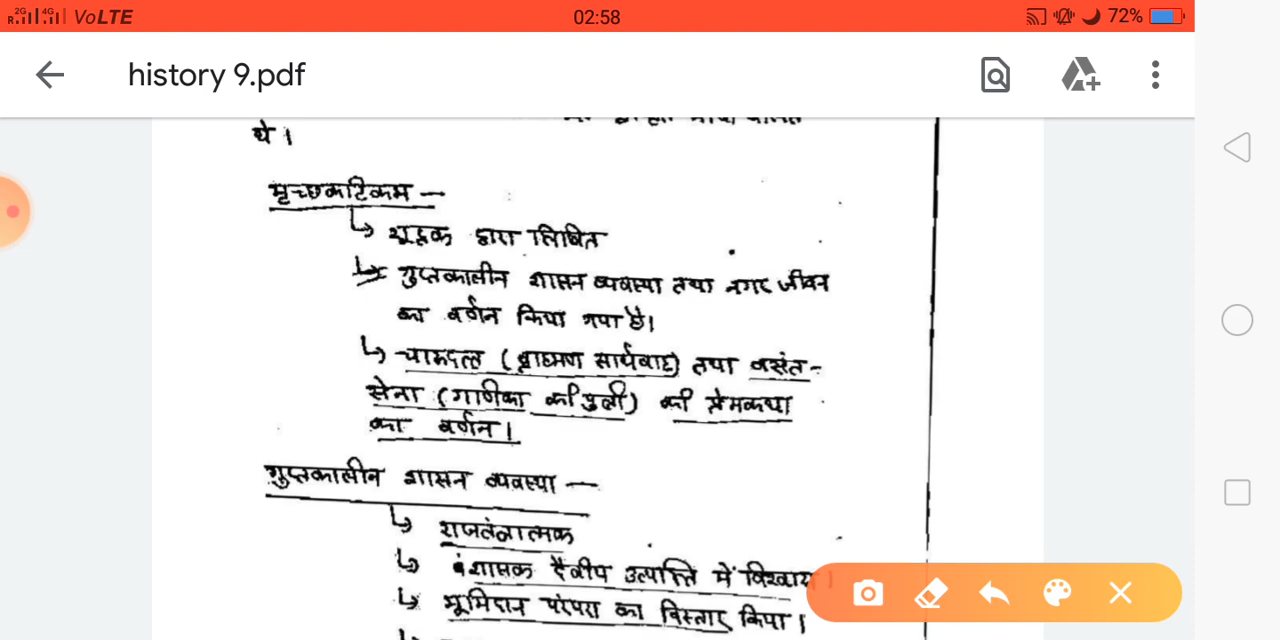 R. 2G 4G VoLTE 02:58 72%
history 9.pdf
थे।
मृच्छकटिकम —
↳ शूद्रक द्वारा लिखित
↳ गुप्तकालीन शासन व्यवस्था तथा नगर जीवन
का वर्णन किया गया है।
↳ चारूदत्त (ब्राह्मण सार्थवाह) तथा वसंत-
सेना (गणिका की पुत्री) की प्रेमकथा
का वर्णन।
गुप्तकालीन शासन व्यवस्था —
↳ राजतंत्रात्मक
↳ शासक दैवीय उत्पत्ति में विश्वास।
↳ भूमिदान परंपरा का विस्तार किया।